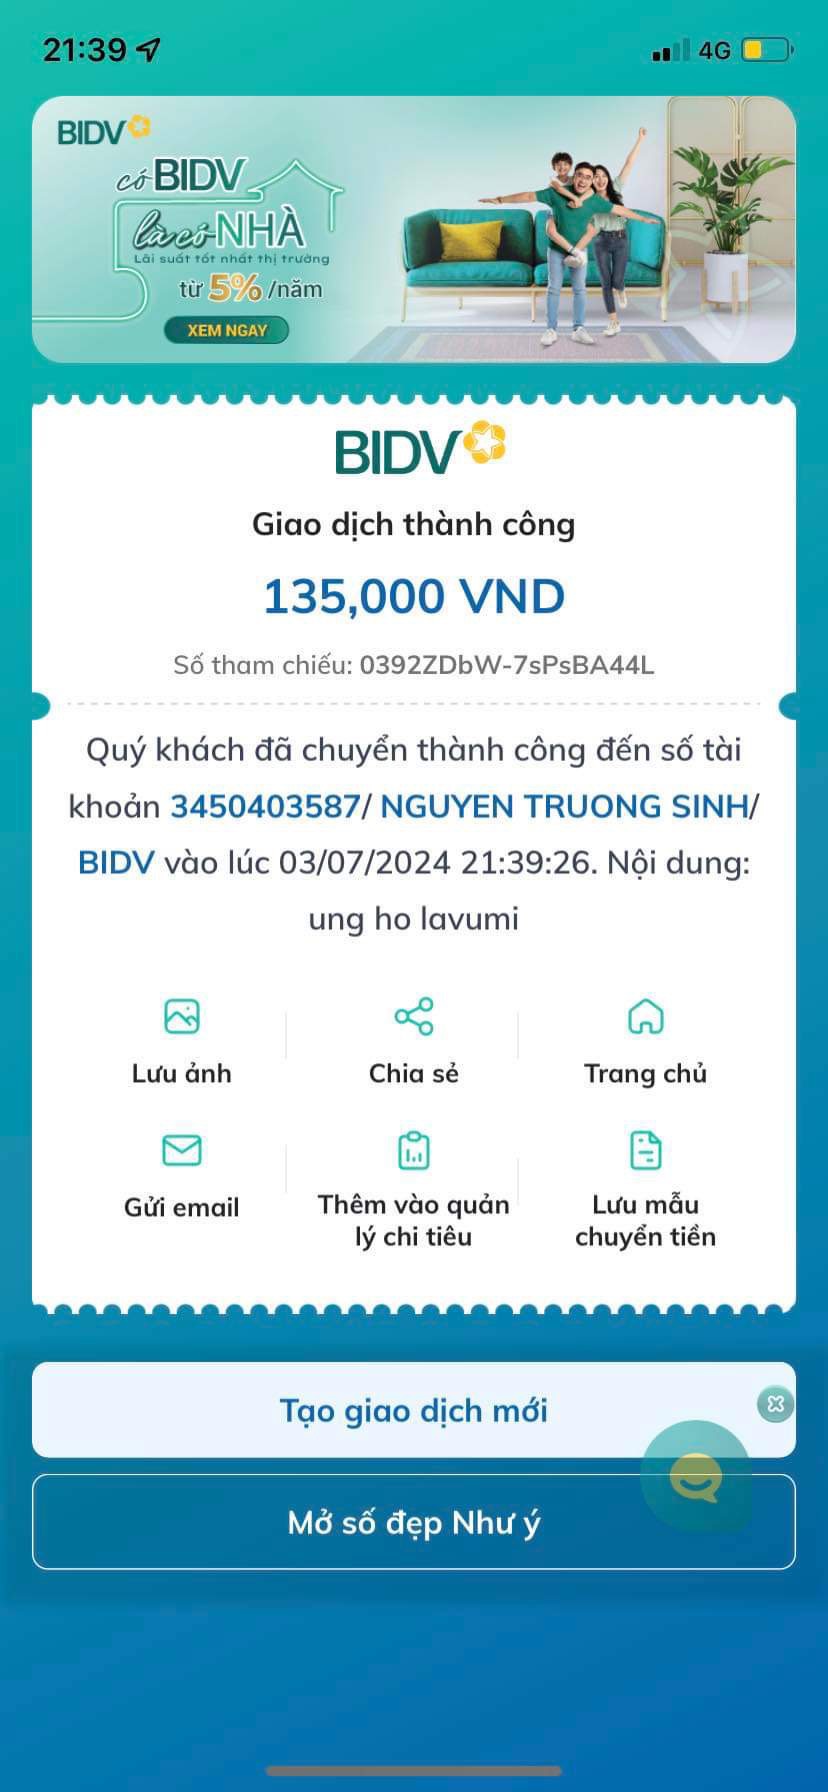 21:39
4G
BIDV
có BIDV
là có NHÀ
Lãi suất tốt nhất thị trường
từ 5% /năm
XEM NGAY
BIDV
Giao dịch thành công
135,000 VND
Số tham chiếu: 0392ZDbW-7sPsBA44L
Quý khách đã chuyển thành công đến số tài
khoản 3450403587/ NGUYEN TRUONG SINH/
BIDV vào lúc 03/07/2024 21:39:26. Nội dung:
ung ho lavumi
Lưu ảnh
Chia sẻ
Trang chủ
Gửi email
Thêm vào quản
lý chi tiêu
Lưu mẫu
chuyển tiền
Tạo giao dịch mới
Mở số đẹp Như ý